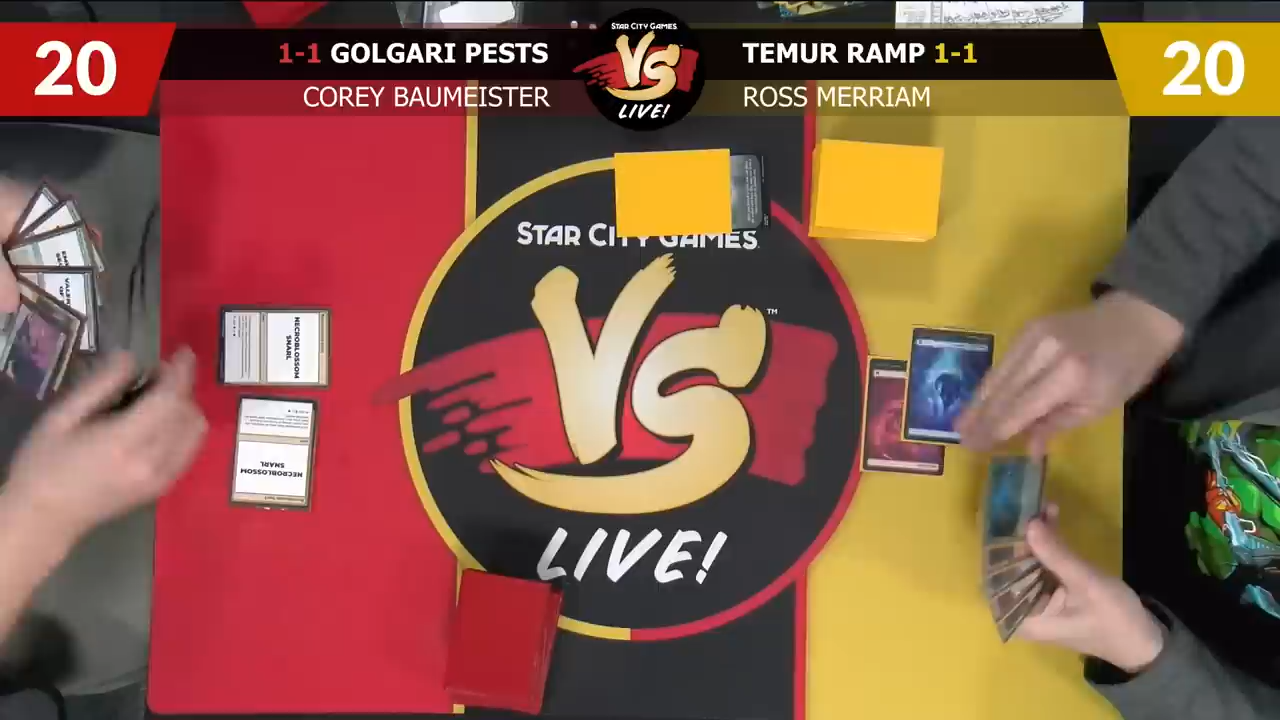 20
1-1 GOLGARI PESTS
COREY BAUMEISTER
STAR CITY GAMES
VS
LIVE!
TEMUR RAMP 1-1
ROSS MERRIAM
20
STAR CITY GAMES
VS
TM
LIVE!
NECROBLOSSOM
SNARL
NECROBLOSSOM
SNARL